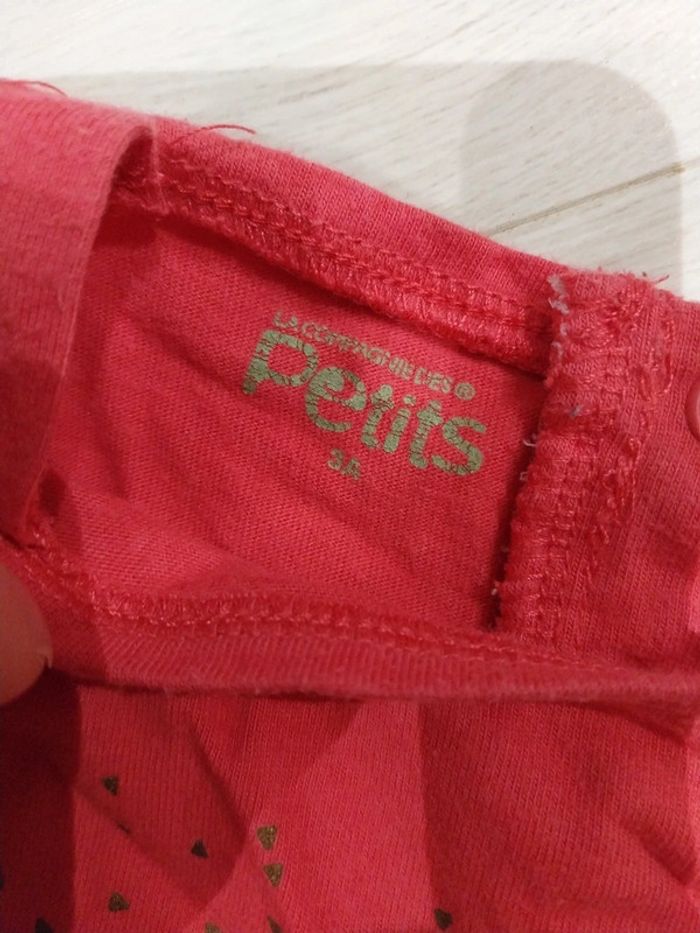 LA COMPAGNIE DES ®
Petits
3A